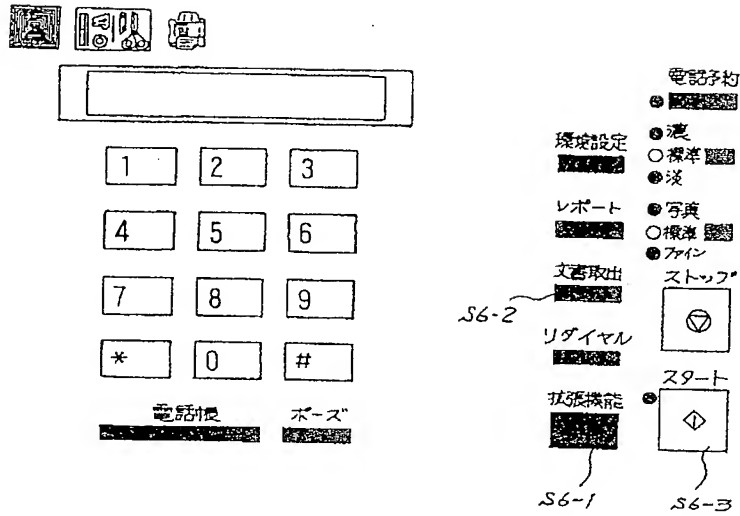 電話予約
濃
環境設定
標準
淡
レポート
写真
標準
ファイン
文書取出
ストップ
S6-2
リダイヤル
スタート
拡張機能
S6-1
S6-3
1 2 3
4 5 6
7 8 9
* 0 #
電話帳 ポーズ